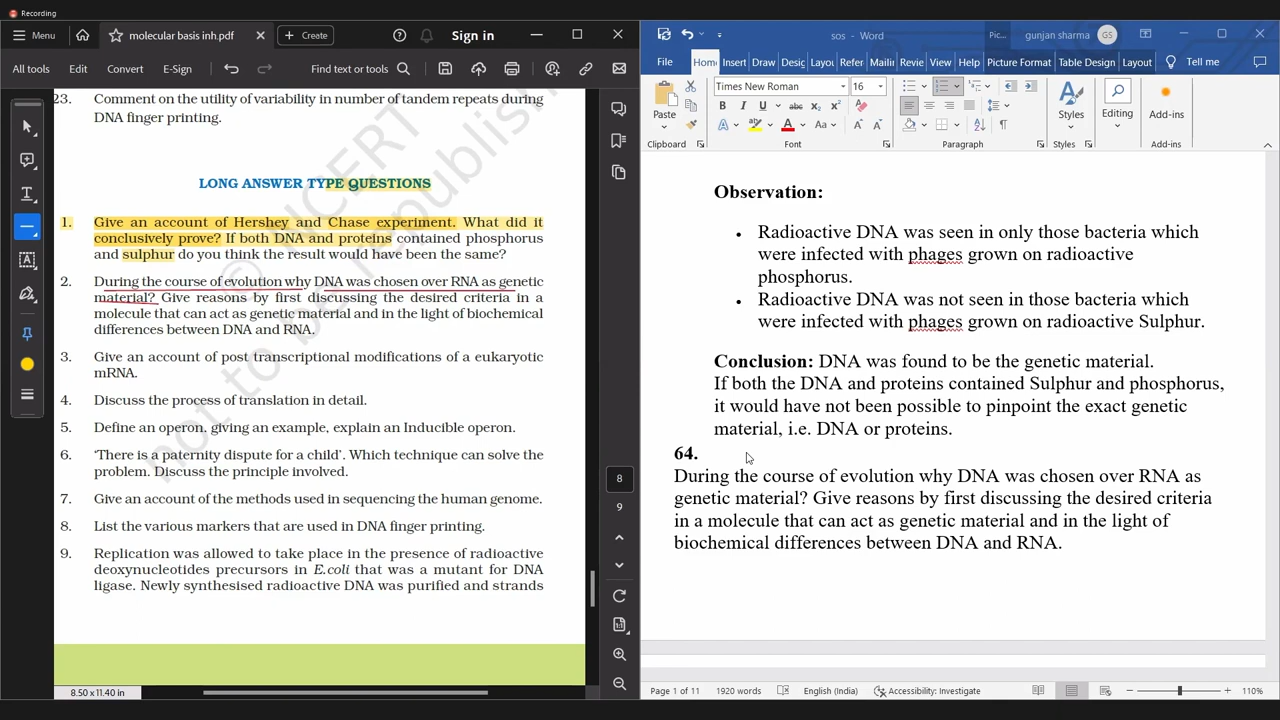 Recording
Menu
molecular basis inh.pdf
Create
Sign in
All tools
Edit
Convert
E-Sign
Find text or tools
23. Comment on the utility of variability in number of tandem repeats during
DNA finger printing.
LONG ANSWER TYPE QUESTIONS
1. Give an account of Hershey and Chase experiment. What did it
conclusively prove? If both DNA and proteins contained phosphorus
and sulphur do you think the result would have been the same?
2. During the course of evolution why DNA was chosen over RNA as genetic
material? Give reasons by first discussing the desired criteria in a
molecule that can act as genetic material and in the light of biochemical
differences between DNA and RNA.
3. Give an account of post transcriptional modifications of a eukaryotic
mRNA.
4. Discuss the process of translation in detail.
5. Define an operon. giving an example, explain an Inducible operon.
6. 'There is a paternity dispute for a child'. Which technique can solve the
problem. Discuss the principle involved.
7. Give an account of the methods used in sequencing the human genome.
8. List the various markers that are used in DNA finger printing.
9. Replication was allowed to take place in the presence of radioactive
deoxynucleotides precursors in E.coli that was a mutant for DNA
ligase. Newly synthesised radioactive DNA was purified and strands
© NCERT
not to be republish
8
9
8.50 x 11.40 in
sos - Word
Pic...
gunjan sharma
GS
File
Home
Insert
Draw
Desig
Layou
Refer
Mailin
Revie
View
Help
Picture Format
Table Design
Layout
Tell me
Paste
Clipboard
Times New Roman
16
Font
Paragraph
Styles
Styles
Editing
Add-ins
Add-ins
Observation:
• Radioactive DNA was seen in only those bacteria which
were infected with phages grown on radioactive
phosphorus.
• Radioactive DNA was not seen in those bacteria which
were infected with phages grown on radioactive Sulphur.
Conclusion: DNA was found to be the genetic material.
If both the DNA and proteins contained Sulphur and phosphorus,
it would have not been possible to pinpoint the exact genetic
material, i.e. DNA or proteins.
64.
During the course of evolution why DNA was chosen over RNA as
genetic material? Give reasons by first discussing the desired criteria
in a molecule that can act as genetic material and in the light of
biochemical differences between DNA and RNA.
Page 1 of 11
1920 words
English (India)
Accessibility: Investigate
110%